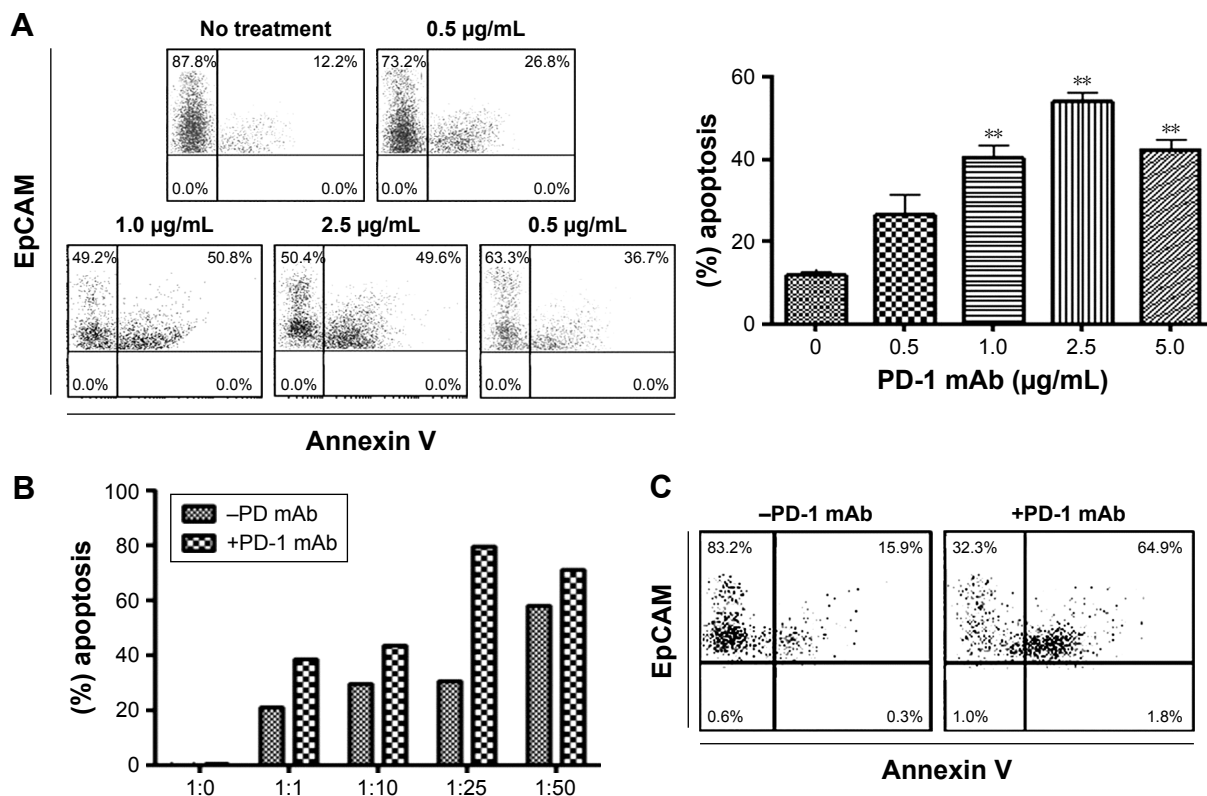 A
No treatment
0.5 µg/mL
87.8%
12.2%
73.2%
26.8%
0.0%
0.0%
0.0%
0.0%
1.0 µg/mL
2.5 µg/mL
0.5 µg/mL
49.2%
50.8%
50.4%
49.6%
63.3%
36.7%
0.0%
0.0%
0.0%
0.0%
0.0%
0.0%
EpCAM
Annexin V
(%) apoptosis
60
40
20
0
**
**
**
0
0.5
1.0
2.5
5.0
PD-1 mAb (µg/mL)
B
(%) apoptosis
100
80
60
40
20
0
–PD mAb
+PD-1 mAb
1:0
1:1
1:10
1:25
1:50
C
–PD-1 mAb
+PD-1 mAb
83.2%
15.9%
32.3%
64.9%
0.6%
0.3%
1.0%
1.8%
EpCAM
Annexin V